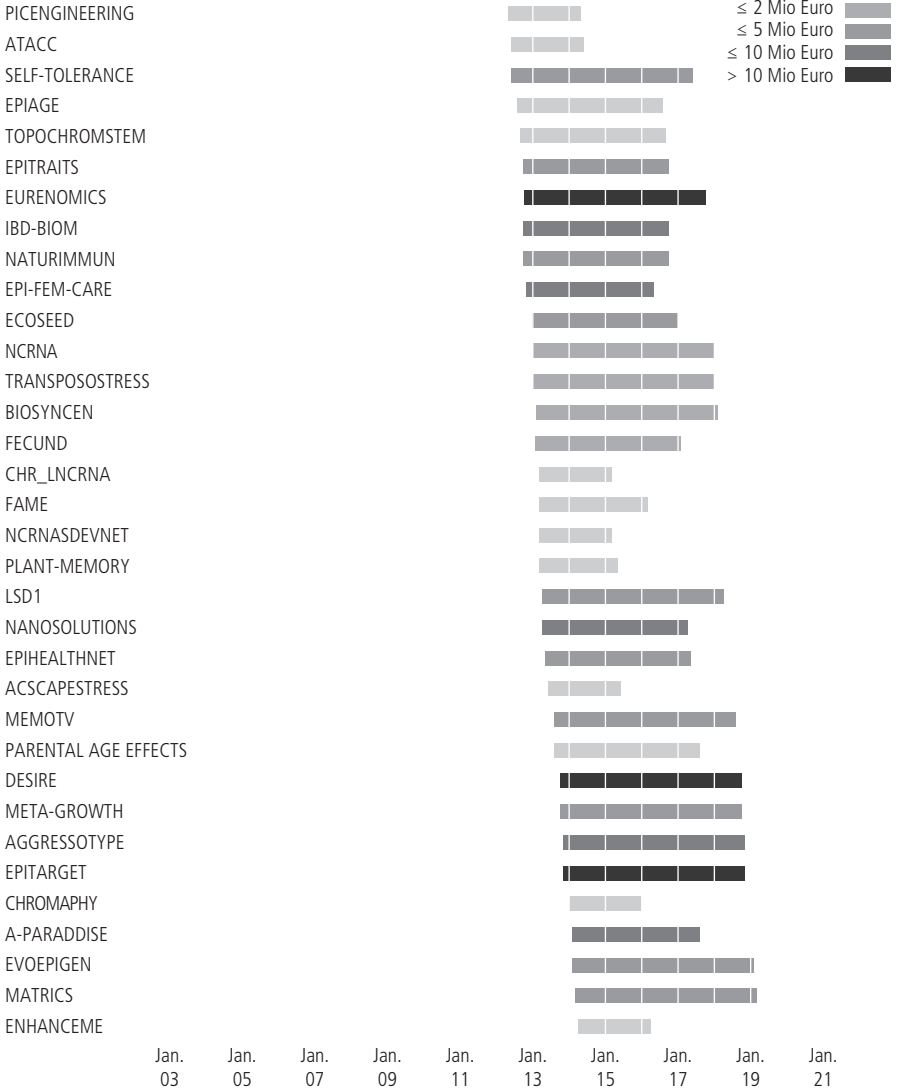 PICENGINEERING
≤ 2 Mio Euro
ATACC
≤ 5 Mio Euro
≤ 10 Mio Euro
SELF-TOLERANCE
> 10 Mio Euro
EPIAGE
TOPOCHROMSTEM
EPITRAITS
EURENOMICS
IBD-BIOM
NATURIMMUN
EPI-FEM-CARE
ECOSEED
NCRNA
TRANSPOSOSTRESS
BIOSYNCEN
FECUND
CHR_LNCRNA
FAME
NCRNASDEVNET
PLANT-MEMORY
LSD1
NANOSOLUTIONS
EPIHEALTHNET
ACSCAPESTRESS
MEMOTV
PARENTAL AGE EFFECTS
DESIRE
META-GROWTH
AGGRESSOTYPE
EPITARGET
CHROMAPHY
A-PARADDISE
EVOEPIGEN
MATRICS
ENHANCEME
Jan. Jan. Jan. Jan. Jan. Jan. Jan. Jan. Jan. Jan.
03 05 07 09 11 13 15 17 19 21